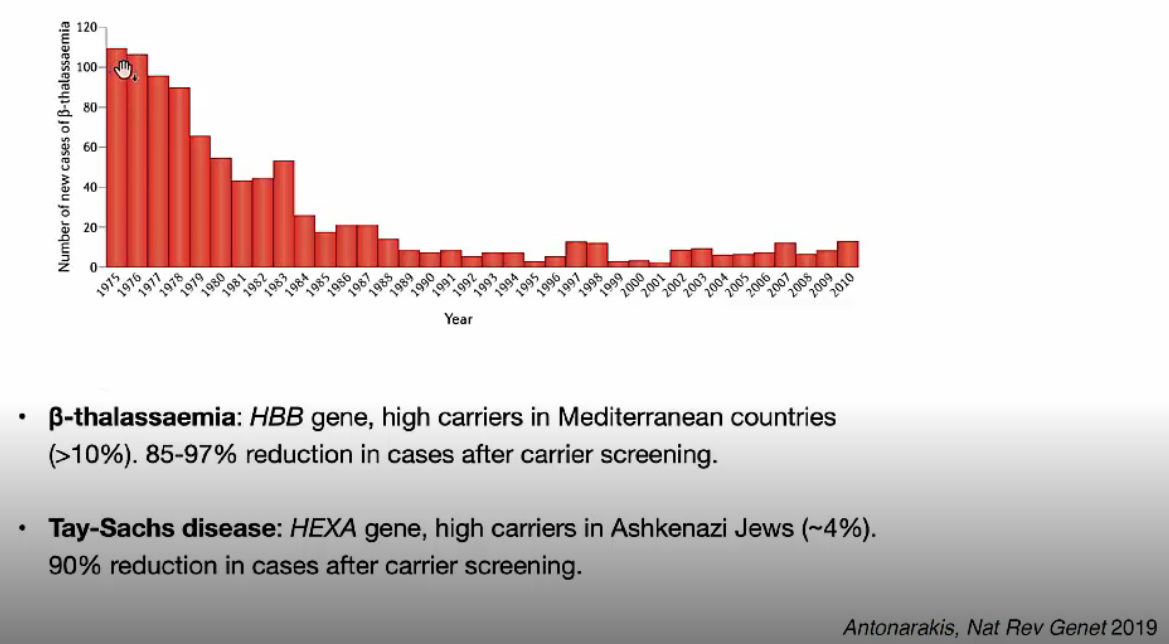 Number of new cases of β-thalassaemia
120
100
80
60
40
20
0
1975 1976 1977 1978 1979 1980 1981 1982 1983 1984 1985 1986 1987 1988 1989 1990 1991 1992 1993 1994 1995 1996 1997 1998 1999 2000 2001 2002 2003 2004 2005 2006 2007 2008 2009 2010
Year
• β-thalassaemia: HBB gene, high carriers in Mediterranean countries
(>10%). 85-97% reduction in cases after carrier screening.
• Tay-Sachs disease: HEXA gene, high carriers in Ashkenazi Jews (~4%).
90% reduction in cases after carrier screening.
Antonarakis, Nat Rev Genet 2019